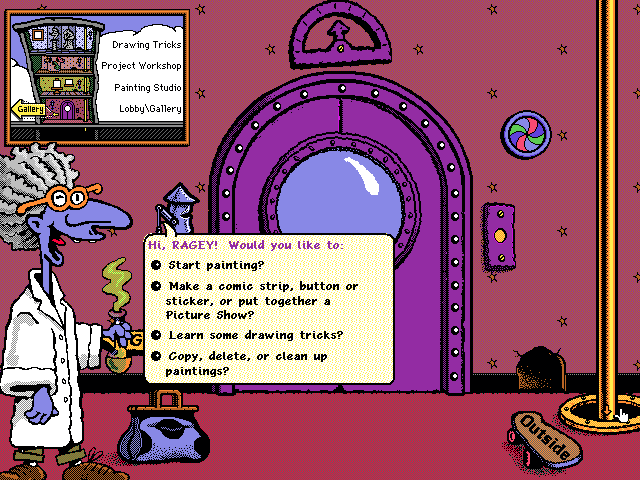 Drawing Tricks
Project Workshop
Painting Studio
Gallery
Lobby\Gallery
Hi, RAGEY! Would you like to:
Start painting?
Make a comic strip, button or
sticker, or put together a
Picture Show?
Learn some drawing tricks?
Copy, delete, or clean up
paintings?
Outside